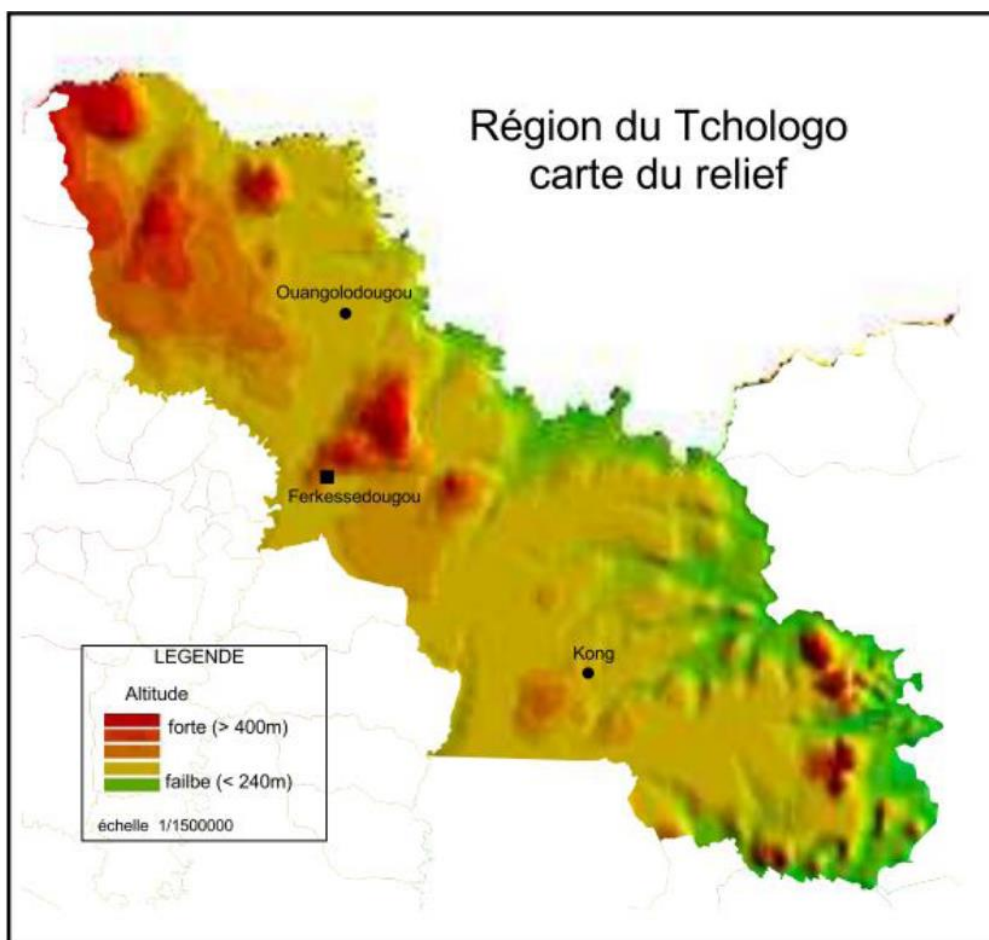 Région du Tchologo
carte du relief
Ouangolodougou
Ferkessedougou
Kong
LEGENDE
Altitude
forte (> 400m)
failbe (< 240m)
échelle 1/1500000